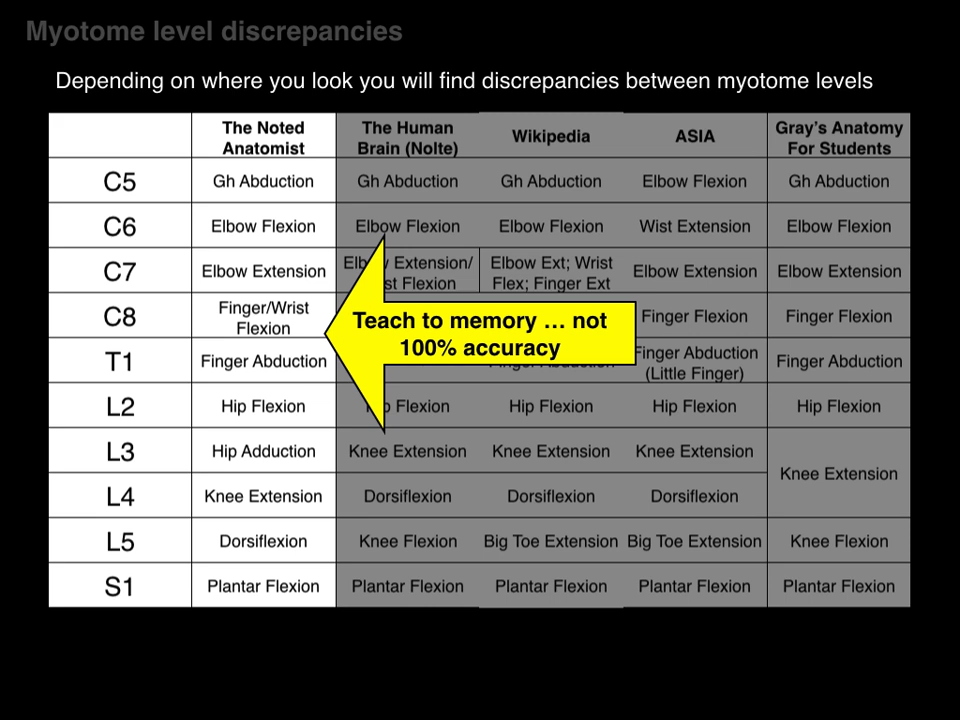 Myotome level discrepancies
Depending on where you look you will find discrepancies between myotome levels
The Noted Anatomist
The Human Brain (Nolte)
Wikipedia
ASIA
Gray's Anatomy For Students
C5
Gh Abduction
Gh Abduction
Gh Abduction
Elbow Flexion
Gh Abduction
C6
Elbow Flexion
Elbow Flexion
Elbow Flexion
Wist Extension
Elbow Flexion
C7
Elbow Extension
Extension/
Flexion
Elbow Ext; Wrist
Flex; Finger Ext
Elbow Extension
Elbow Extension
C8
Finger/Wrist
Flexion
Finger Flexion
Finger Flexion
Teach to memory … not
100% accuracy
T1
Finger Abduction
Finger Abduction
(Little Finger)
Finger Abduction
L2
Hip Flexion
Flexion
Hip Flexion
Hip Flexion
Hip Flexion
L3
Hip Adduction
Knee Extension
Knee Extension
Knee Extension
Knee Extension
L4
Knee Extension
Dorsiflexion
Dorsiflexion
Dorsiflexion
L5
Dorsiflexion
Knee Flexion
Big Toe Extension
Big Toe Extension
Knee Flexion
S1
Plantar Flexion
Plantar Flexion
Plantar Flexion
Plantar Flexion
Plantar Flexion